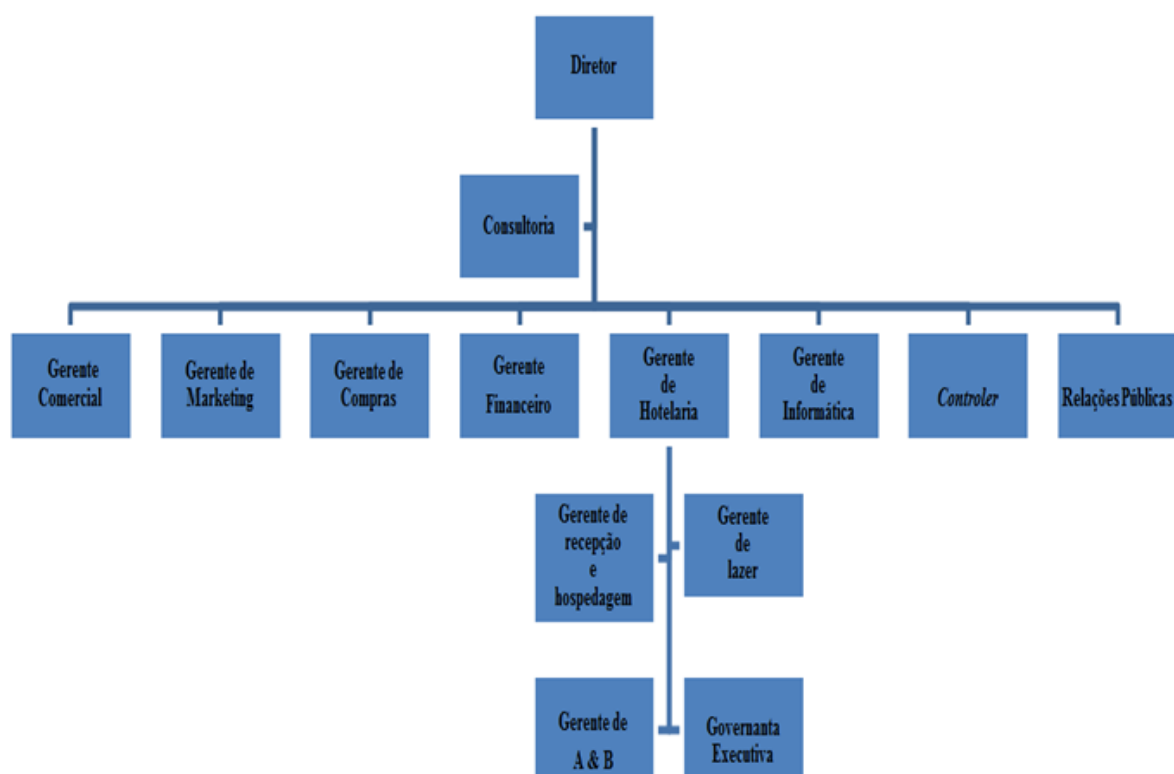 Diretor
Consultoria
Gerente
Comercial
Gerente de
Marketing
Gerente de
Compras
Gerente
Financeiro
Gerente
de
Hotelaria
Gerente
de
Informática
Controler
Relações Públicas
Gerente de
recepção
e
hospedagem
Gerente
de
lazer
Gerente de
A & B
Governanta
Executiva